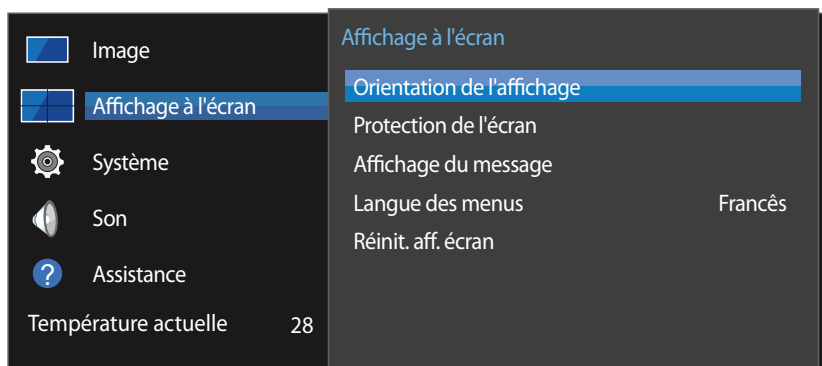 Image
Affichage à l'écran
Système
Son
Assistance
Température actuelle 28
Affichage à l'écran
Orientation de l'affichage
Protection de l'écran
Affichage du message
Langue des menus Francês
Réinit. aff. écran